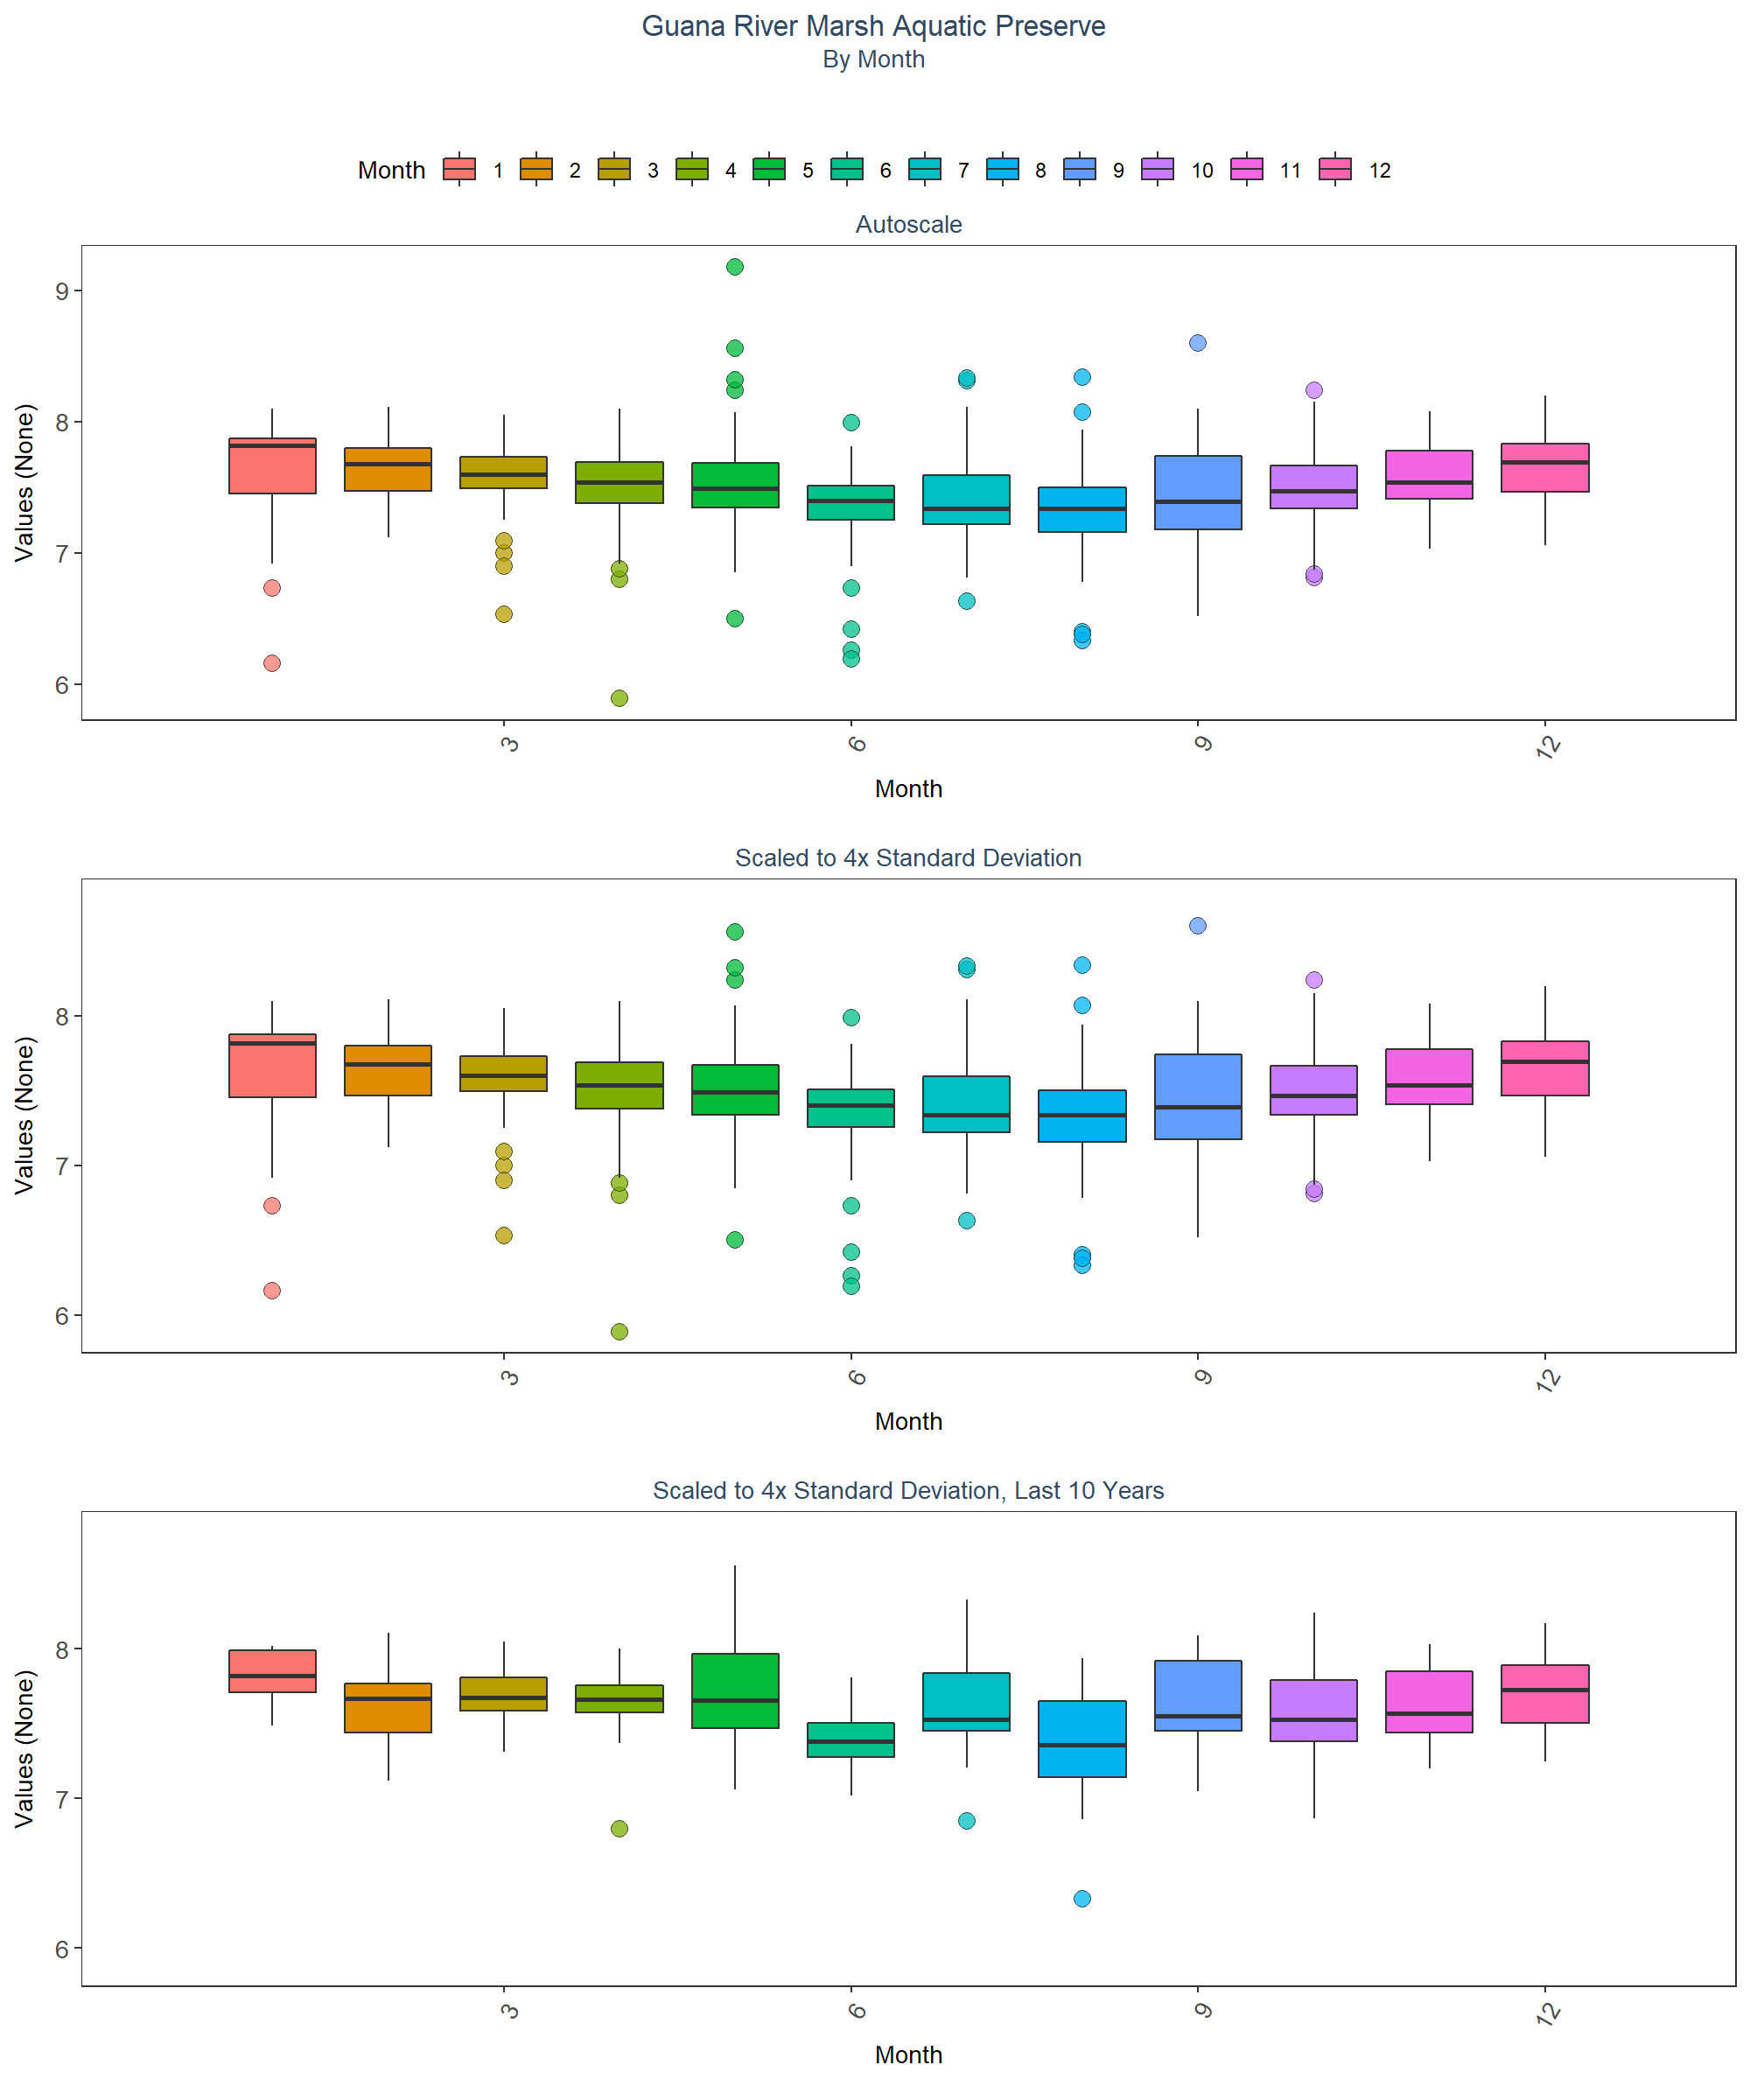 Guana River Marsh Aquatic Preserve
By Month
Month 1 2 3 4 5 6 7 8 9 10 11 12
Autoscale
Values (None)
9
8
7
6
3 6 9 12
Month
Scaled to 4x Standard Deviation
Values (None)
8
7
6
3 6 9 12
Month
Scaled to 4x Standard Deviation, Last 10 Years
Values (None)
8
7
6
3 6 9 12
Month